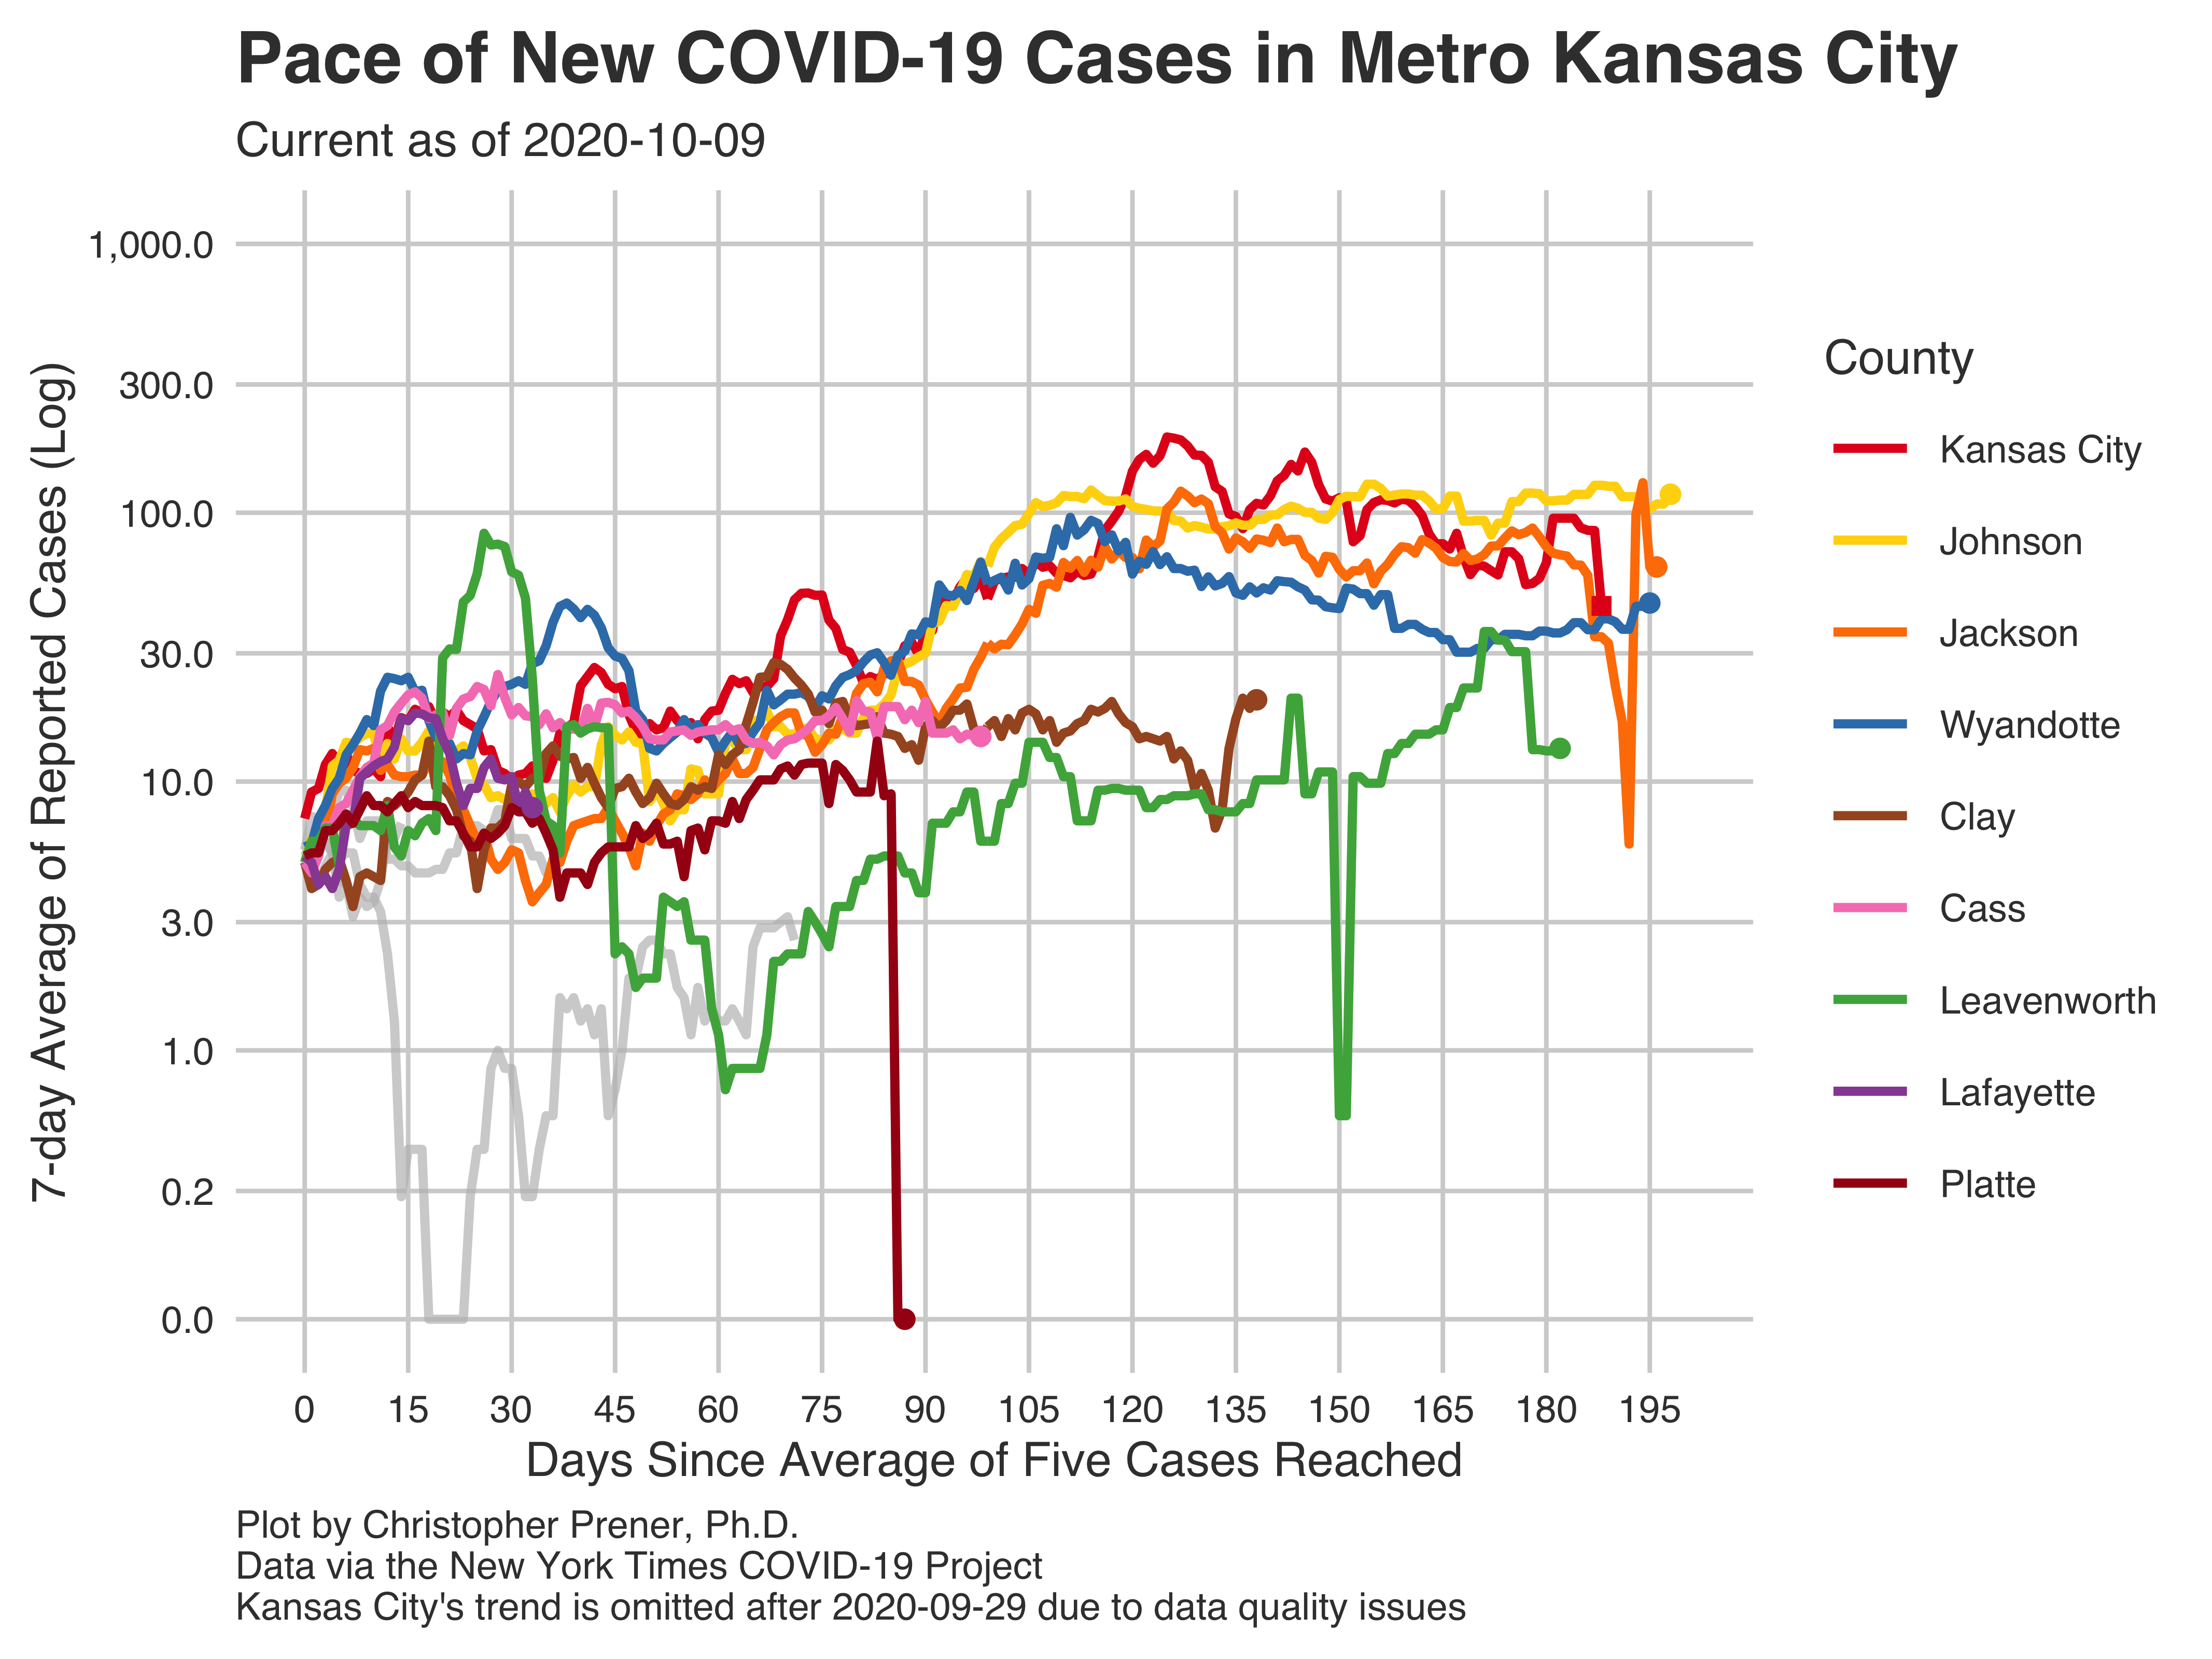 Pace of New COVID-19 Cases in Metro Kansas City
Current as of 2020-10-09
7-day Average of Reported Cases (Log)
1,000.0
300.0
100.0
30.0
10.0
3.0
1.0
0.2
0.0
0 15 30 45 60 75 90 105 120 135 150 165 180 195
Days Since Average of Five Cases Reached
County
Kansas City
Johnson
Jackson
Wyandotte
Clay
Cass
Leavenworth
Lafayette
Platte
Plot by Christopher Prener, Ph.D.
Data via the New York Times COVID-19 Project
Kansas City's trend is omitted after 2020-09-29 due to data quality issues